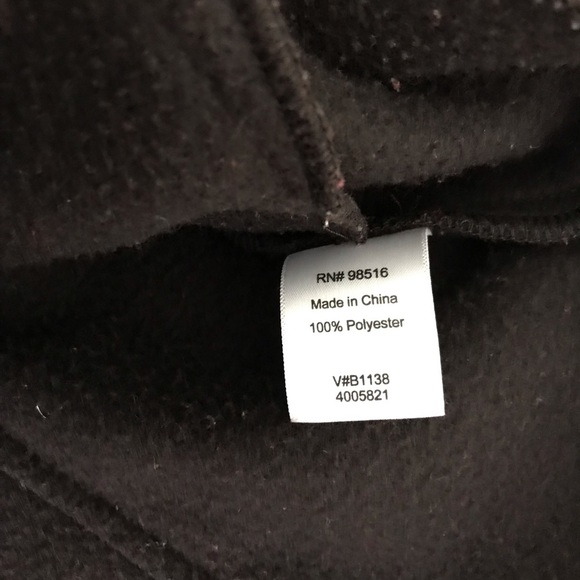 RN# 98516
Made in China
100% Polyester
V#B1138
4005821